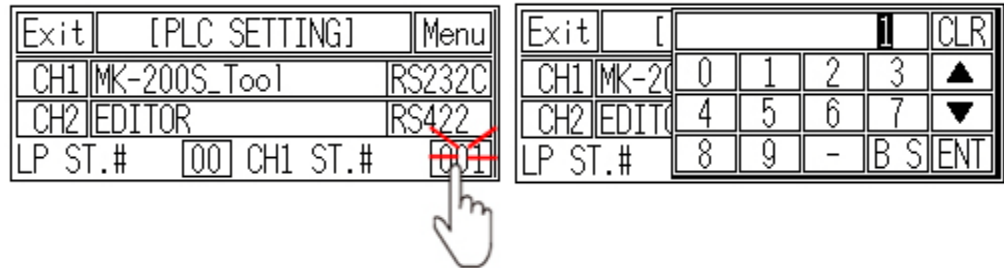 Exit [PLC SETTING] Menu
CH1 MK-200S_Tool RS232C
CH2 EDITOR RS422
LP ST.# 00 CH1 ST.# 001
Exit [ 1 CLR
CH1 MK-20 0 1 2 3 ▲
CH2 EDIT 4 5 6 7 ▼
LP ST.# 8 9 - B S ENT